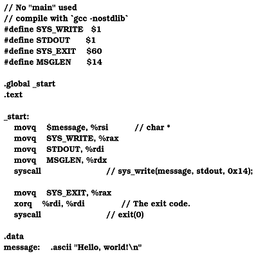 // No "main" used
// compile with `gcc -nostdlib`
#define SYS_WRITE $1
#define STDOUT $1
#define SYS_EXIT $60
#define MSGLEN $14
.global _start
.text
_start:
movq $message, %rsi // char *
movq SYS_WRITE, %rax
movq STDOUT, %rdi
movq MSGLEN, %rdx
syscall // sys_write(message, stdout, 0x14);
movq SYS_EXIT, %rax
xorq %rdi, %rdi // The exit code.
syscall // exit(0)
.data
message: .ascii "Hello, world!\n"